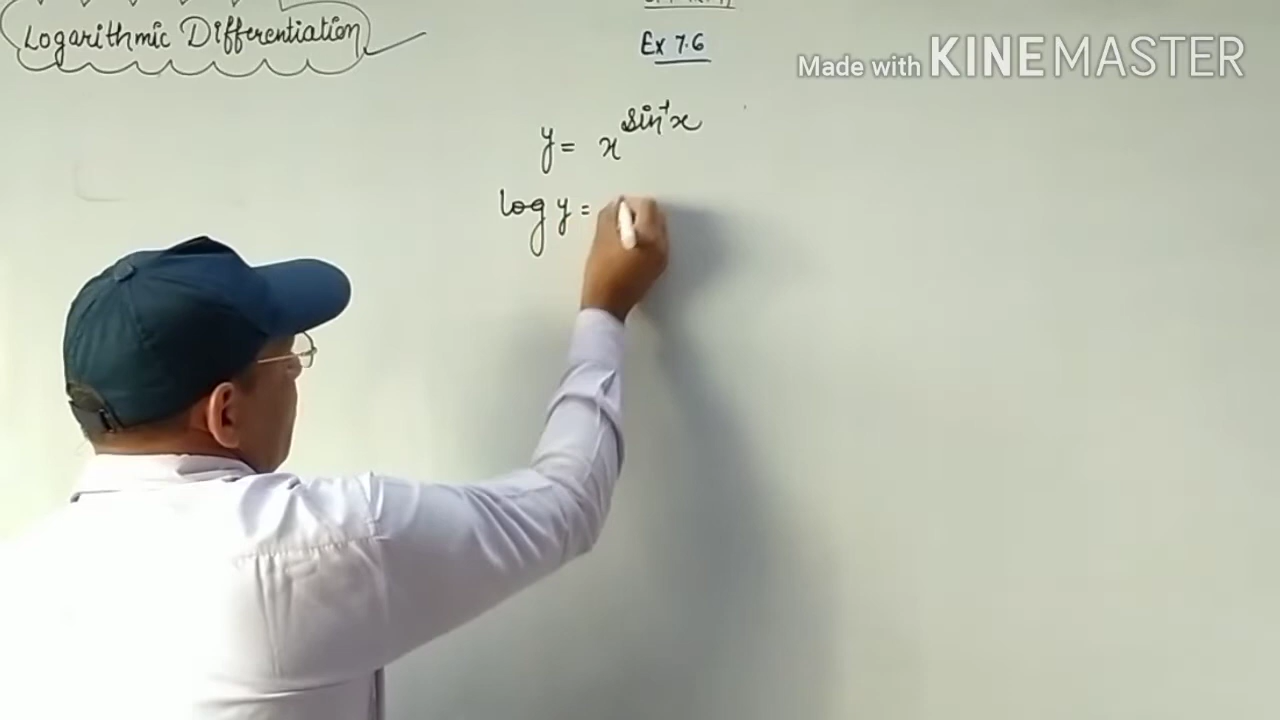 Logarithmic Differentiation
Ex 7.6
Made with KINEMASTER
y = x^sin⁻¹x
log y =